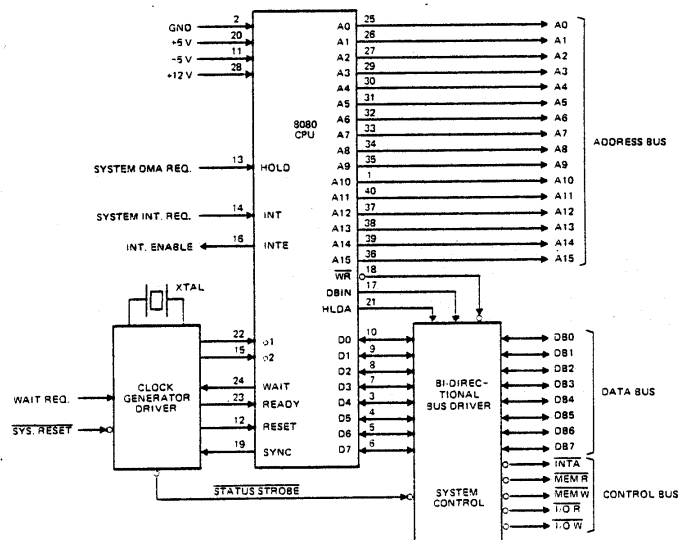 GND 2
+5 V 20
-5 V 11
+12 V 28
8080
CPU
A0 25 A0
A1 26 A1
A2 27 A2
A3 29 A3
A4 30 A4
A5 31 A5
A6 32 A6
A7 33 A7
A8 34 A8
A9 35 A9
A10 1 A10
A11 40 A11
A12 37 A12
A13 38 A13
A14 39 A14
A15 36 A15
ADDRESS BUS
SYSTEM DMA REQ. 13 HOLD
SYSTEM INT. REQ. 14 INT
INT. ENABLE 16 INTE
WR 18
DBIN 17
HLDA 21
XTAL
CLOCK
GENERATOR
DRIVER
WAIT REQ.
SYS. RESET
22 ϕ1
15 ϕ2
24 WAIT
23 READY
12 RESET
19 SYNC
STATUS STROBE
D0 10
D1 9
D2 8
D3 7
D4 3
D5 4
D6 5
D7 6
BI-DIREC-
TIONAL
BUS DRIVER
SYSTEM
CONTROL
DB0
DB1
DB2
DB3
DB4
DB5
DB6
DB7
DATA BUS
INTA
MEM R
MEM W
I/O R
I/O W
CONTROL BUS